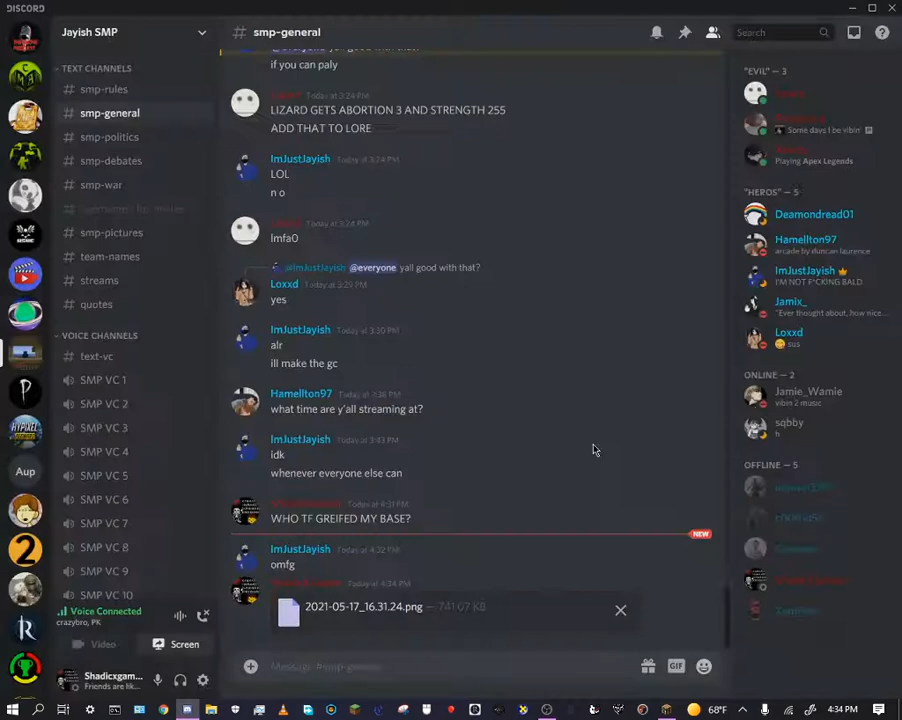 DISCORD
Jayish SMP
# smp-general
Search
TEXT CHANNELS
# smp-rules
# smp-general
# smp-politics
# smp-debates
# smp-war
# smp-pictures
# team-names
# streams
# quotes
VOICE CHANNELS
# text-vc
SMP VC 1
SMP VC 2
SMP VC 3
SMP VC 4
SMP VC 5
SMP VC 6
SMP VC 7
SMP VC 8
SMP VC 9
SMP VC 10
Voice Connected
crazybro, PK
Video
Screen
Shadicxgam...
Friends are lik...
Aup
if you can paly
Today at 3:24 PM
LIZARD GETS ABORTION 3 AND STRENGTH 255
ADD THAT TO LORE
ImJustJayish Today at 3:24 PM
LOL
n o
Today at 3:24 PM
lmfa0
@ImJustJayish @everyone yall good with that?
Loxxd Today at 3:29 PM
yes
ImJustJayish Today at 3:30 PM
alr
ill make the gc
Hamellton97 Today at 3:36 PM
what time are y'all streaming at?
ImJustJayish Today at 3:43 PM
idk
whenever everyone else can
Today at 4:31 PM
WHO TF GREIFED MY BASE?
NEW
ImJustJayish Today at 4:32 PM
omfg
Today at 4:34 PM
2021-05-17_16.31.24.png — 741.07 KB
Message #smp-general
GIF
"EVIL" — 3
Some days I be vibin'
Playing Apex Legends
"HEROS" — 5
Deamondread01
Hamellton97
arcade by duncan laurence
ImJustJayish
I'M NOT F*CKING BALD
Jamix_
"Ever thought about, how nice...
Loxxd
sus
ONLINE — 2
Jamie_Wamie
vibin 2 music
sqbby
h
OFFLINE — 5
68°F
4:34 PM